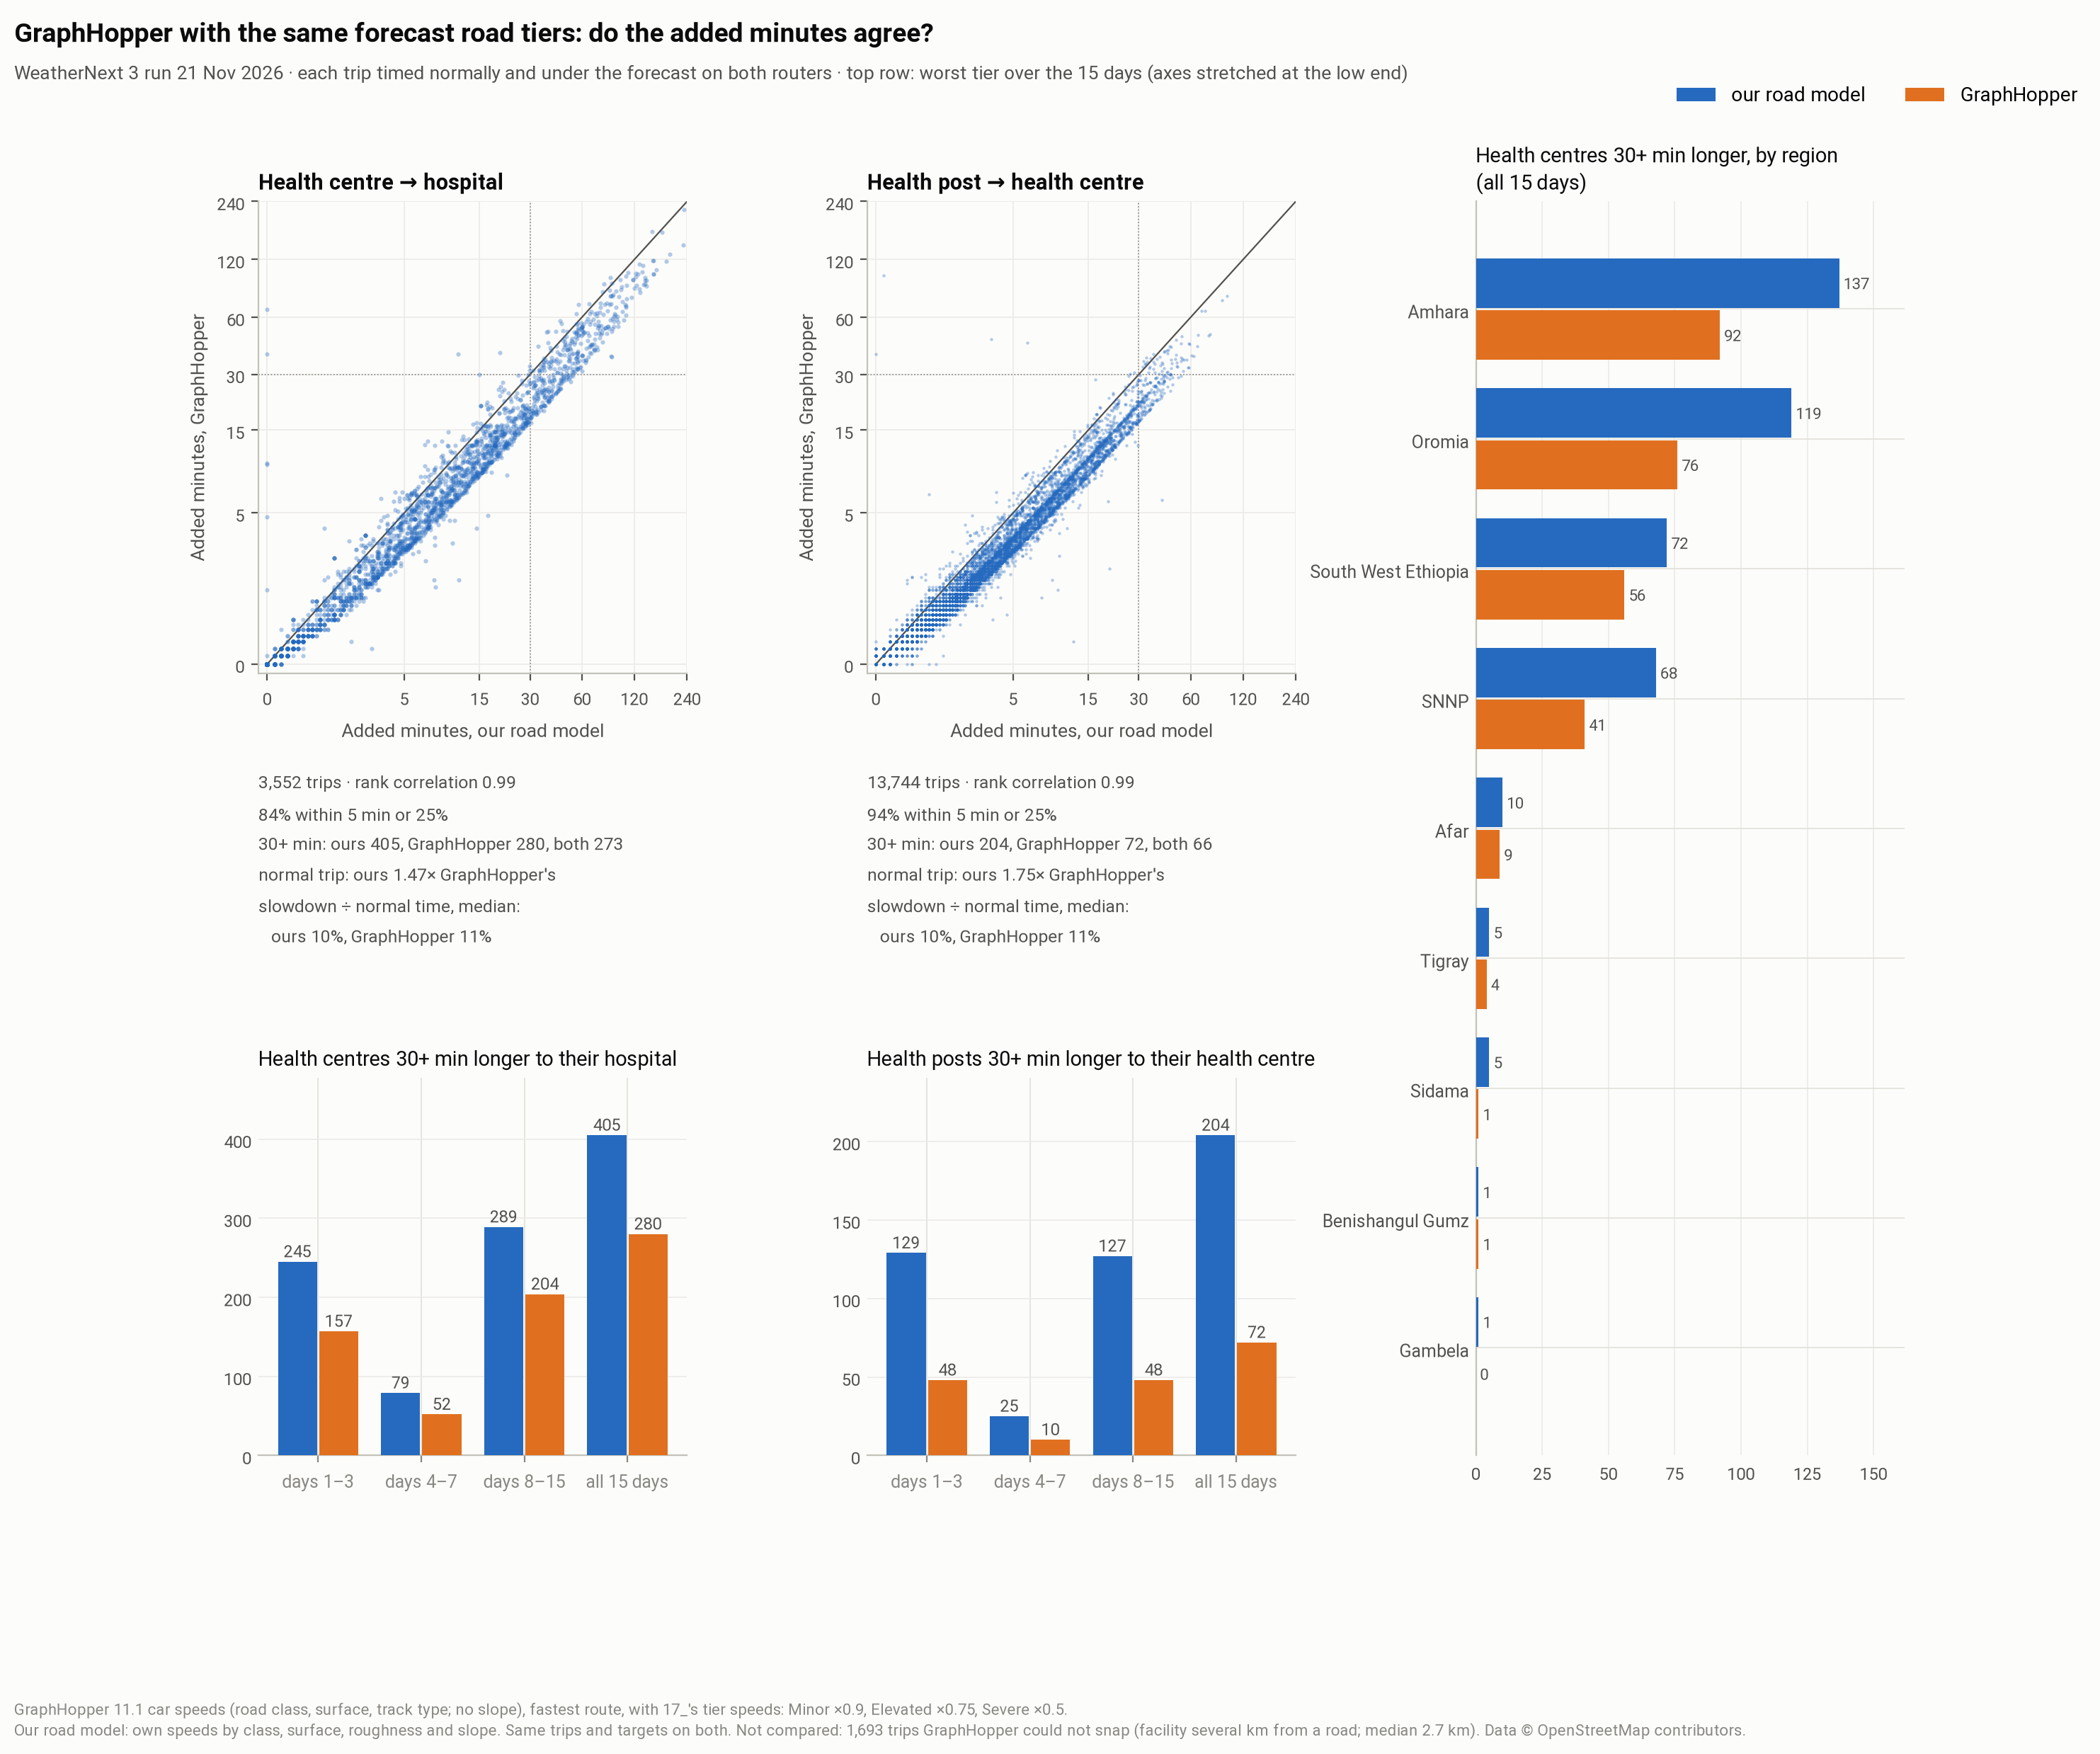 GraphHopper with the same forecast road tiers: do the added minutes agree?
WeatherNext 3 run 21 Nov 2026 · each trip timed normally and under the forecast on both routers · top row: worst tier over the 15 days (axes stretched at the low end)
our road model
GraphHopper
Health centre → hospital
240
120
60
30
15
5
0
Added minutes, GraphHopper
0
5
15
30
60
120
240
Added minutes, our road model
3,552 trips · rank correlation 0.99
84% within 5 min or 25%
30+ min: ours 405, GraphHopper 280, both 273
normal trip: ours 1.47× GraphHopper's
slowdown ÷ normal time, median:
ours 10%, GraphHopper 11%
Health post → health centre
240
120
60
30
15
5
0
Added minutes, GraphHopper
0
5
15
30
60
120
240
Added minutes, our road model
13,744 trips · rank correlation 0.99
94% within 5 min or 25%
30+ min: ours 204, GraphHopper 72, both 66
normal trip: ours 1.75× GraphHopper's
slowdown ÷ normal time, median:
ours 10%, GraphHopper 11%
Health centres 30+ min longer, by region
(all 15 days)
Amhara
137
92
Oromia
119
76
South West Ethiopia
72
56
SNNP
68
41
Afar
10
9
Tigray
5
4
Sidama
5
1
Benishangul Gumz
1
1
Gambela
1
0
0
25
50
75
100
125
150
Health centres 30+ min longer to their hospital
400
300
200
100
0
245
157
79
52
289
204
405
280
days 1–3
days 4–7
days 8–15
all 15 days
Health posts 30+ min longer to their health centre
200
150
100
50
0
129
48
25
10
127
48
204
72
days 1–3
days 4–7
days 8–15
all 15 days
GraphHopper 11.1 car speeds (road class, surface, track type; no slope), fastest route, with 17_'s tier speeds: Minor ×0.9, Elevated ×0.75, Severe ×0.5.
Our road model: own speeds by class, surface, roughness and slope. Same trips and targets on both. Not compared: 1,693 trips GraphHopper could not snap (facility several km from a road; median 2.7 km). Data © OpenStreetMap contributors.